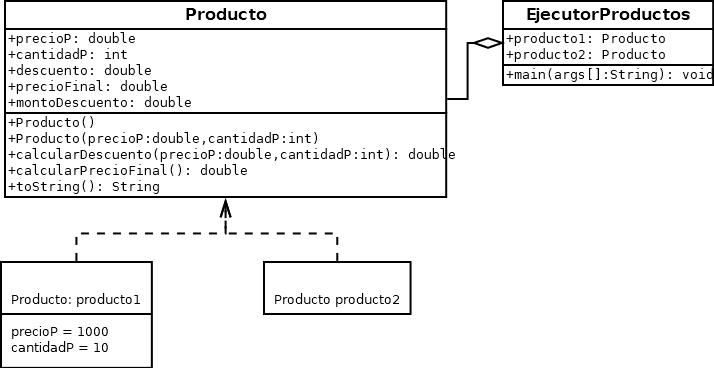 Producto
+precioP: double
+cantidadP: int
+descuento: double
+precioFinal: double
+montoDescuento: double
+Producto()
+Producto(precioP:double,cantidadP:int)
+calcularDescuento(precioP:double,cantidadP:int): double
+calcularPrecioFinal(): double
+toString(): String
EjecutorProductos
+producto1: Producto
+producto2: Producto
+main(args[]:String): void
Producto: producto1
precioP = 1000
cantidadP = 10
Producto producto2